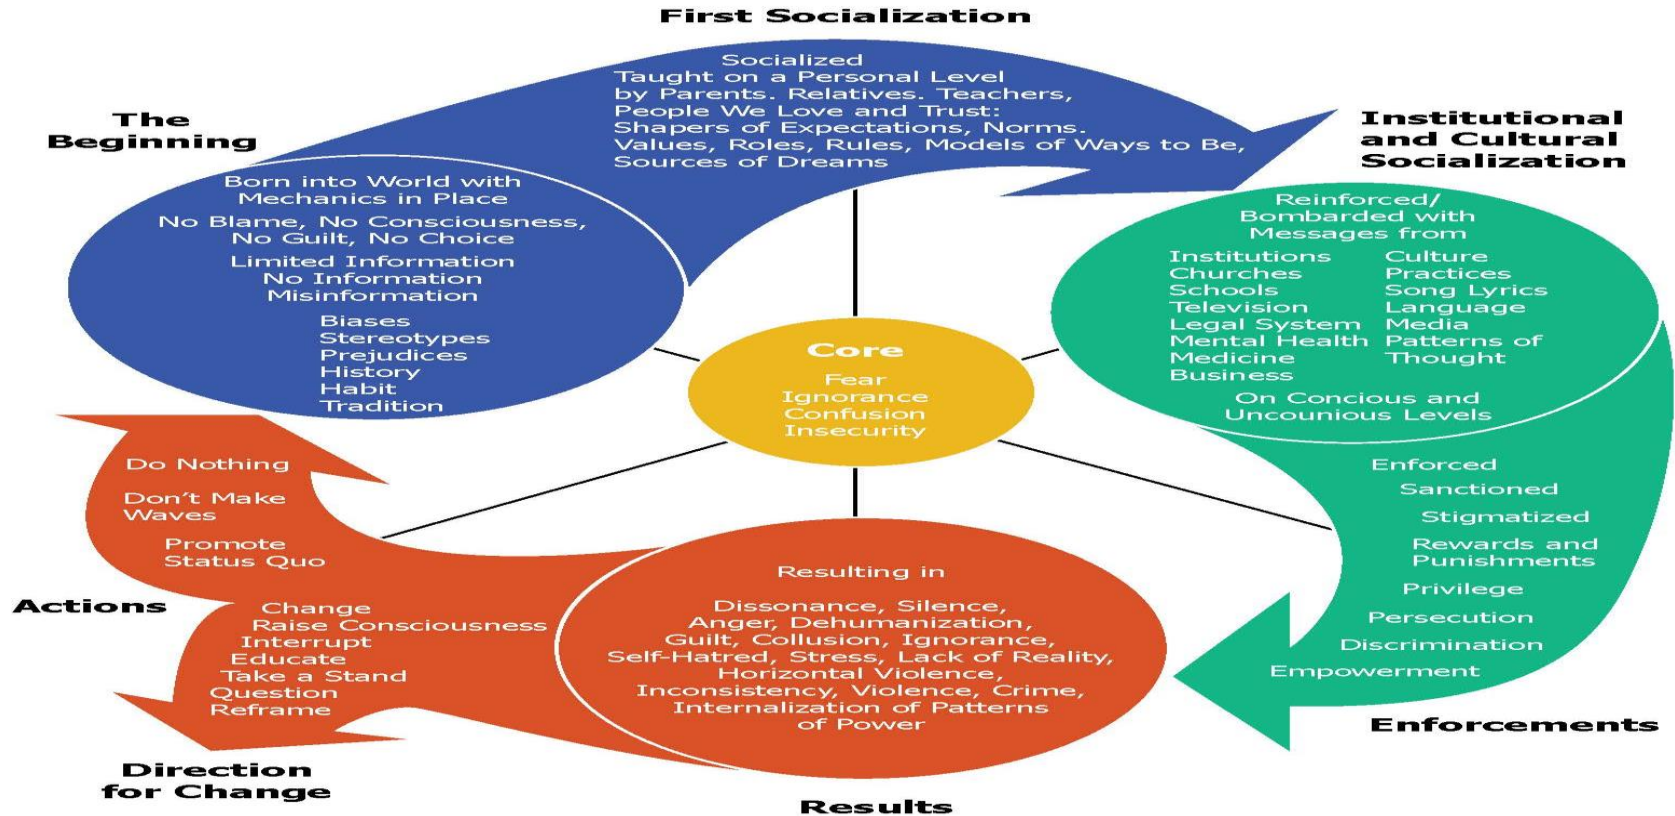 First Socialization
Socialized
Taught on a Personal Level
by Parents. Relatives. Teachers,
People We Love and Trust:
Shapers of Expectations, Norms.
Values, Roles, Rules, Models of Ways to Be,
Sources of Dreams
The
Beginning
Born into World with
Mechanics in Place
No Blame, No Consciousness,
No Guilt, No Choice
Limited Information
No Information
Misinformation
Biases
Stereotypes
Prejudices
History
Habit
Tradition
Institutional
and Cultural
Socialization
Reinforced/
Bombarded with
Messages from
Institutions
Churches
Schools
Television
Legal System
Mental Health
Medicine
Business
Culture
Practices
Song Lyrics
Language
Media
Patterns of
Thought
On Concious and
Uncounious Levels
Core
Fear
Ignorance
Confusion
Insecurity
Enforced
Sanctioned
Stigmatized
Rewards and
Punishments
Privilege
Persecution
Discrimination
Empowerment
Enforcements
Resulting in
Dissonance, Silence,
Anger, Dehumanization,
Guilt, Collusion, Ignorance,
Self-Hatred, Stress, Lack of Reality,
Horizontal Violence,
Inconsistency, Violence, Crime,
Internalization of Patterns
of Power
Results
Do Nothing
Don't Make
Waves
Promote
Status Quo
Actions
Change
Raise Consciousness
Interrupt
Educate
Take a Stand
Question
Reframe
Direction
for Change